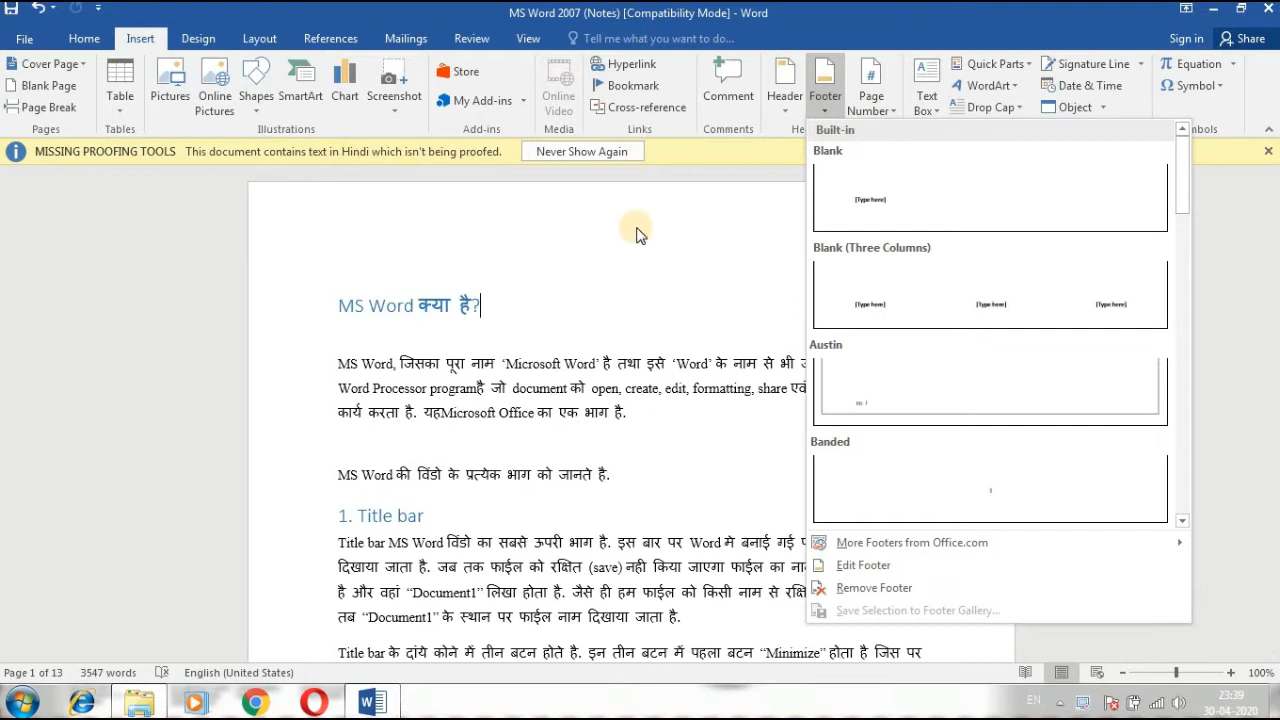 MS Word 2007 (Notes) [Compatibility Mode] - Word
File Home Insert Design Layout References Mailings Review View Tell me what you want to do... Sign in Share
Cover Page
Blank Page
Page Break
Pages
Table
Tables
Pictures
Online Pictures
Shapes
SmartArt
Chart
Screenshot
Illustrations
Store
My Add-ins
Add-ins
Online Video
Media
Hyperlink
Bookmark
Cross-reference
Links
Comment
Comments
Header
Footer
Page Number
He
Text Box
Quick Parts
WordArt
Drop Cap
Signature Line
Date & Time
Object
Equation
Symbol
ymbols
MISSING PROOFING TOOLS This document contains text in Hindi which isn't being proofed. Never Show Again
Built-in
Blank
[Type here]
Blank (Three Columns)
[Type here] [Type here] [Type here]
Austin
Banded
1
More Footers from Office.com
Edit Footer
Remove Footer
Save Selection to Footer Gallery...
MS Word क्या है?
MS Word, जिसका पूरा नाम ‘Microsoft Word’ है तथा इसे ‘Word’ के नाम से भी
Word Processor programहै जो document को open, create, edit, formatting, share एवं
कार्य करता है. यहMicrosoft Office का एक भाग है.
MS Word की विंडो के प्रत्येक भाग को जानते है.
1. Title bar
Title bar MS Word विंडो का सबसे ऊपरी भाग है. इस बार पर Word मे बनाई गई
दिखाया जाता है. जब तक फाईल को रक्षित (save) नही किया जाएगा फाईल का
है और वहां “Document1” लिखा होता है. जैसे ही हम फाईल को किसी नाम से
तब “Document1” के स्थान पर फाईल नाम दिखाया जाता है.
Title bar के दांये कोने में तीन बटन होते है. इन तीन बटन में पहला बटन “Minimize” होता है जिस पर
Page 1 of 13 3547 words English (United States) 100%
EN 23:39
30-04-2020